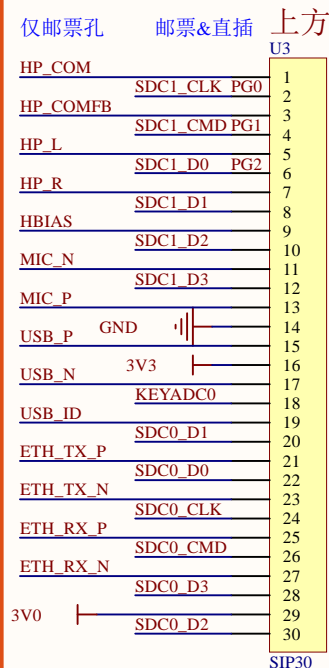 仅邮票孔 邮票&直插 上方
U3
HP_COM 1
SDC1_CLK PG0 2
HP_COMFB 3
SDC1_CMD PG1 4
HP_L 5
SDC1_D0 PG2 6
HP_R 7
SDC1_D1 8
HBIAS 9
SDC1_D2 10
MIC_N 11
SDC1_D3 12
MIC_P 13
GND 14
USB_P 15
3V3 16
USB_N 17
KEYADC0 18
USB_ID 19
SDC0_D1 20
ETH_TX_P 21
SDC0_D0 22
ETH_TX_N 23
SDC0_CLK 24
ETH_RX_P 25
SDC0_CMD 26
ETH_RX_N 27
SDC0_D3 28
3V0 29
SDC0_D2 30
SIP30